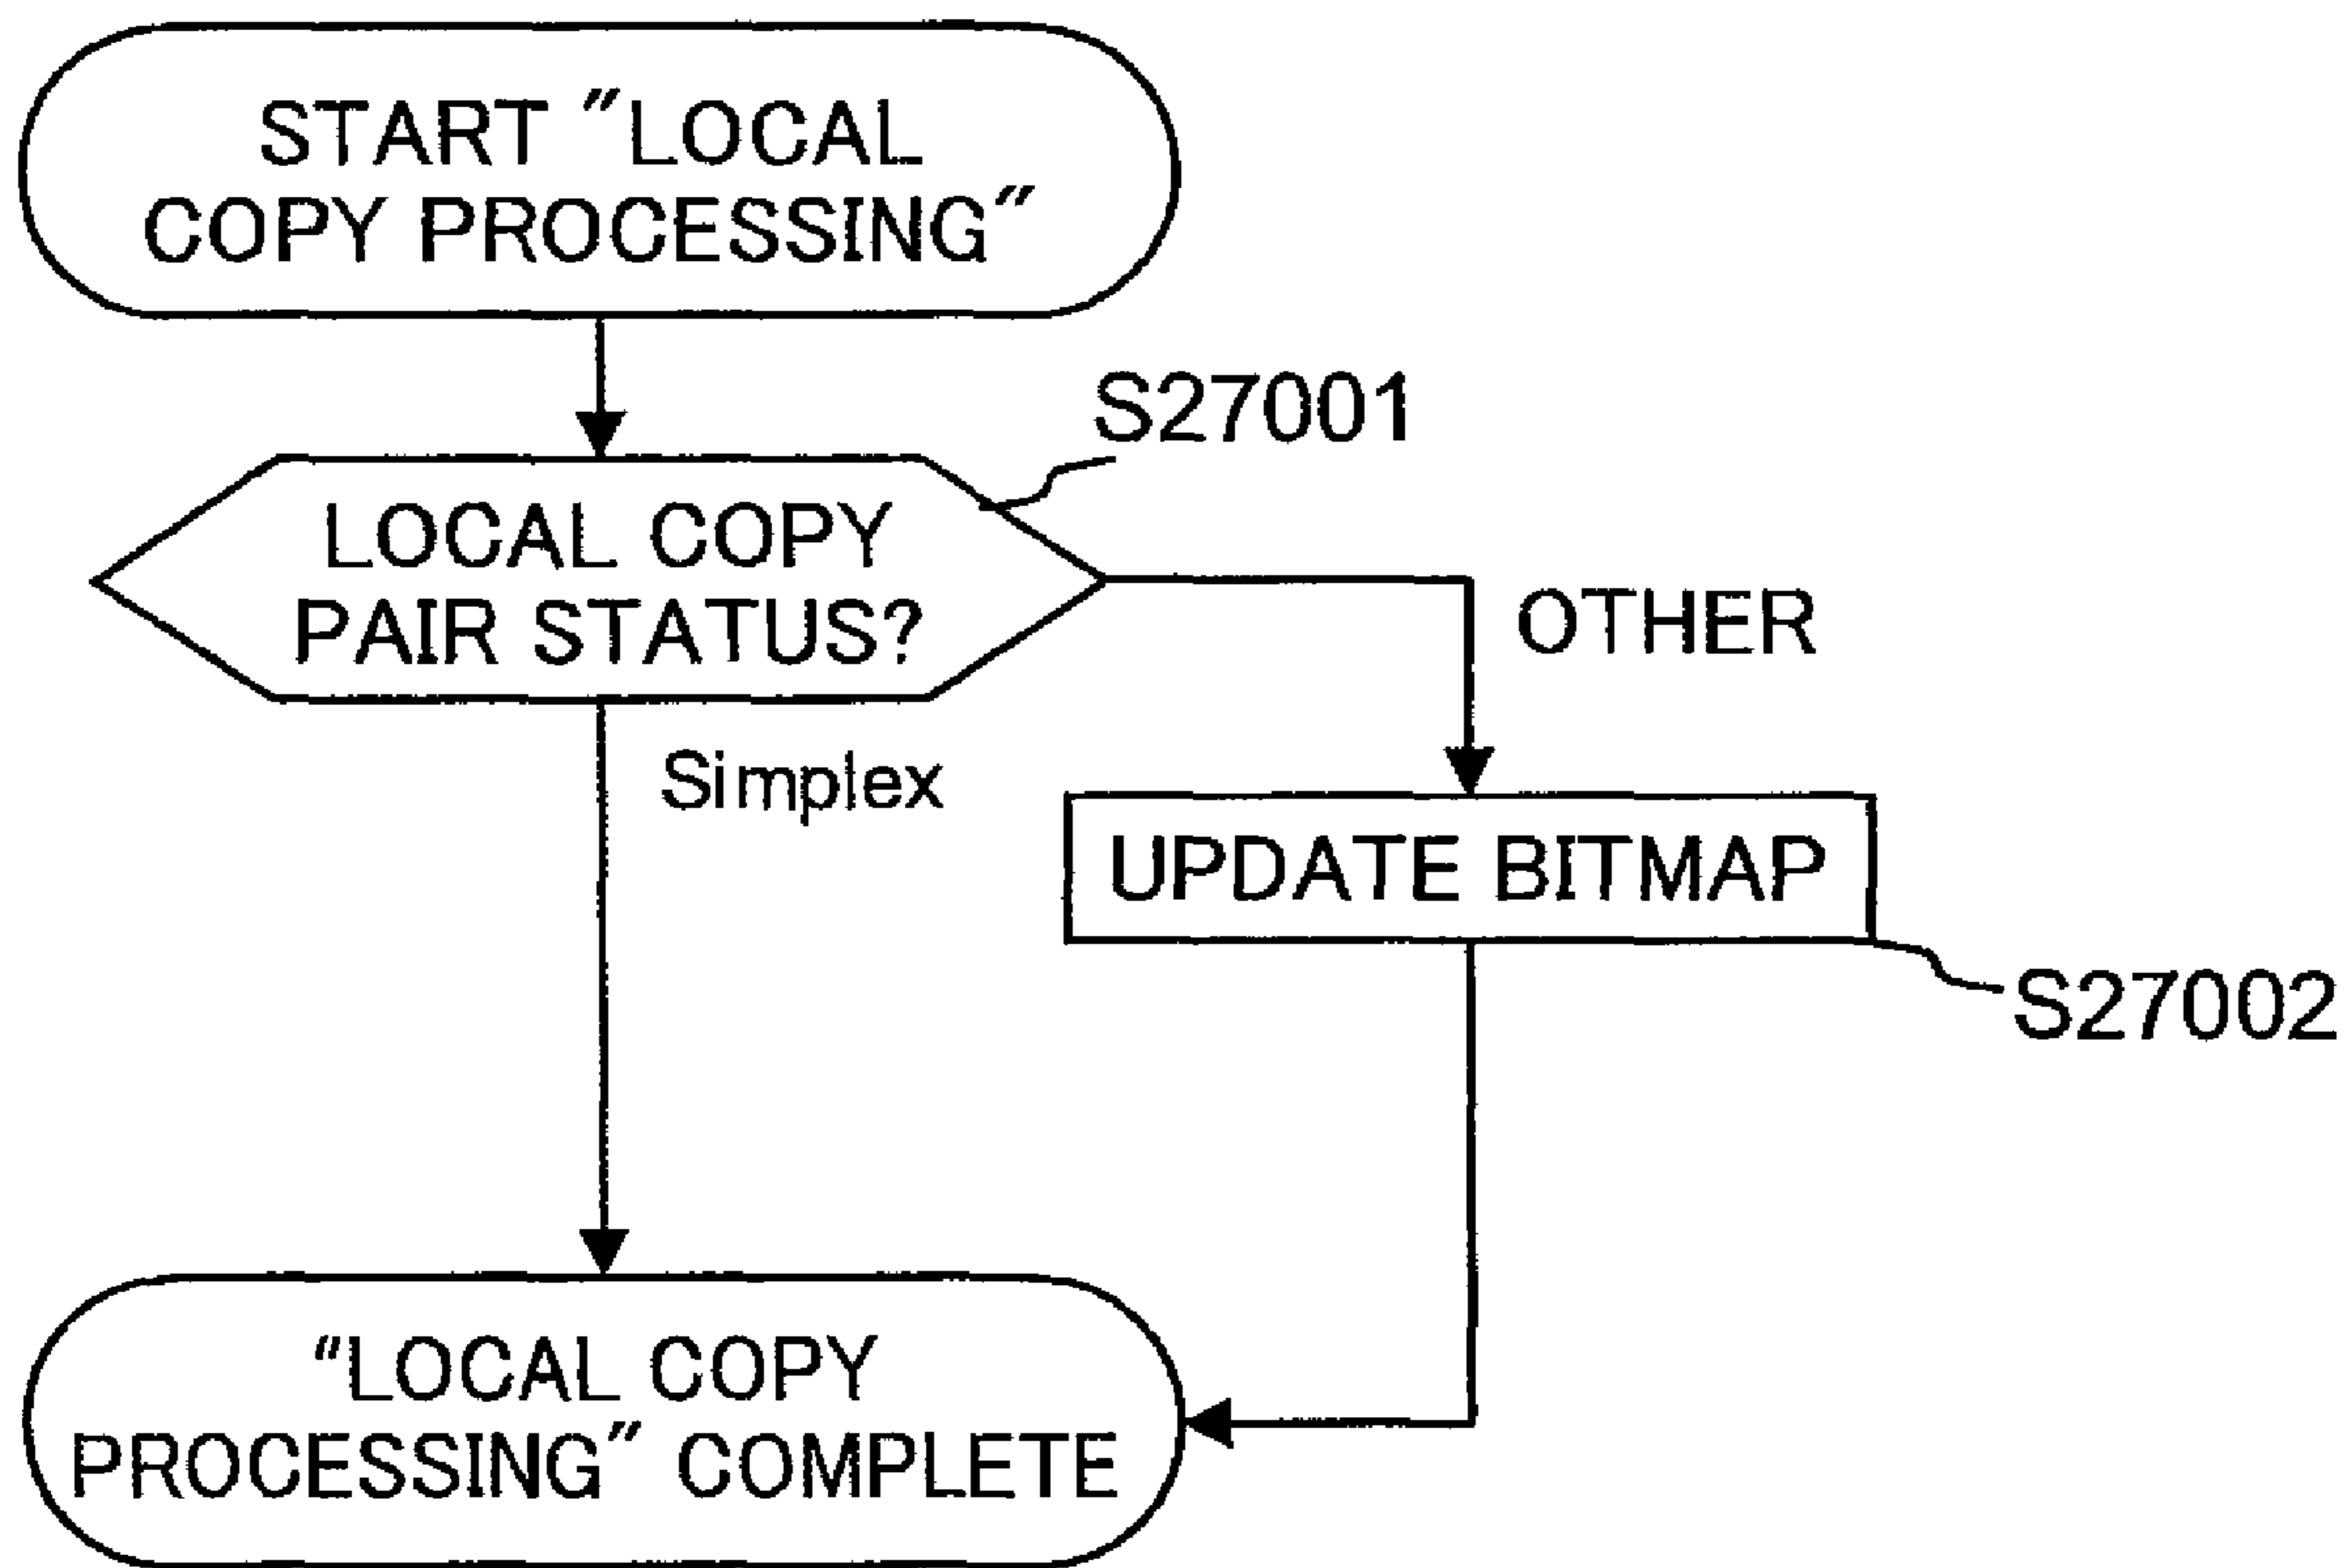 START "LOCAL
COPY PROCESSING"
S27001
LOCAL COPY
PAIR STATUS?
OTHER
Simplex
UPDATE BITMAP
S27002
"LOCAL COPY
PROCESSING" COMPLETE